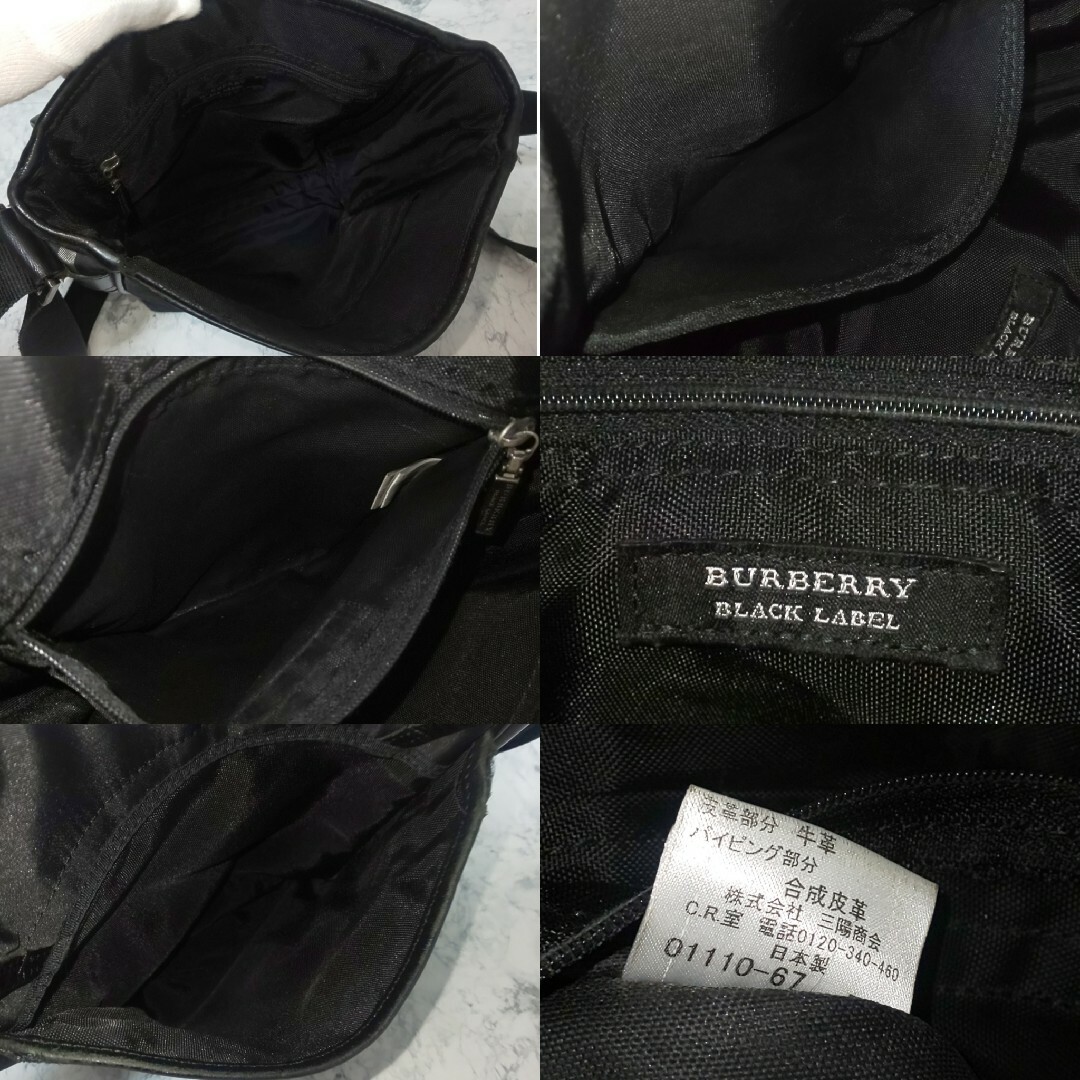 BURBERRY
BLACK LABEL
皮革部分 牛革
パイピング部分
合成皮革
株式会社 三陽商会
C.R.室 電話0120-340-460
日本製
01110-67